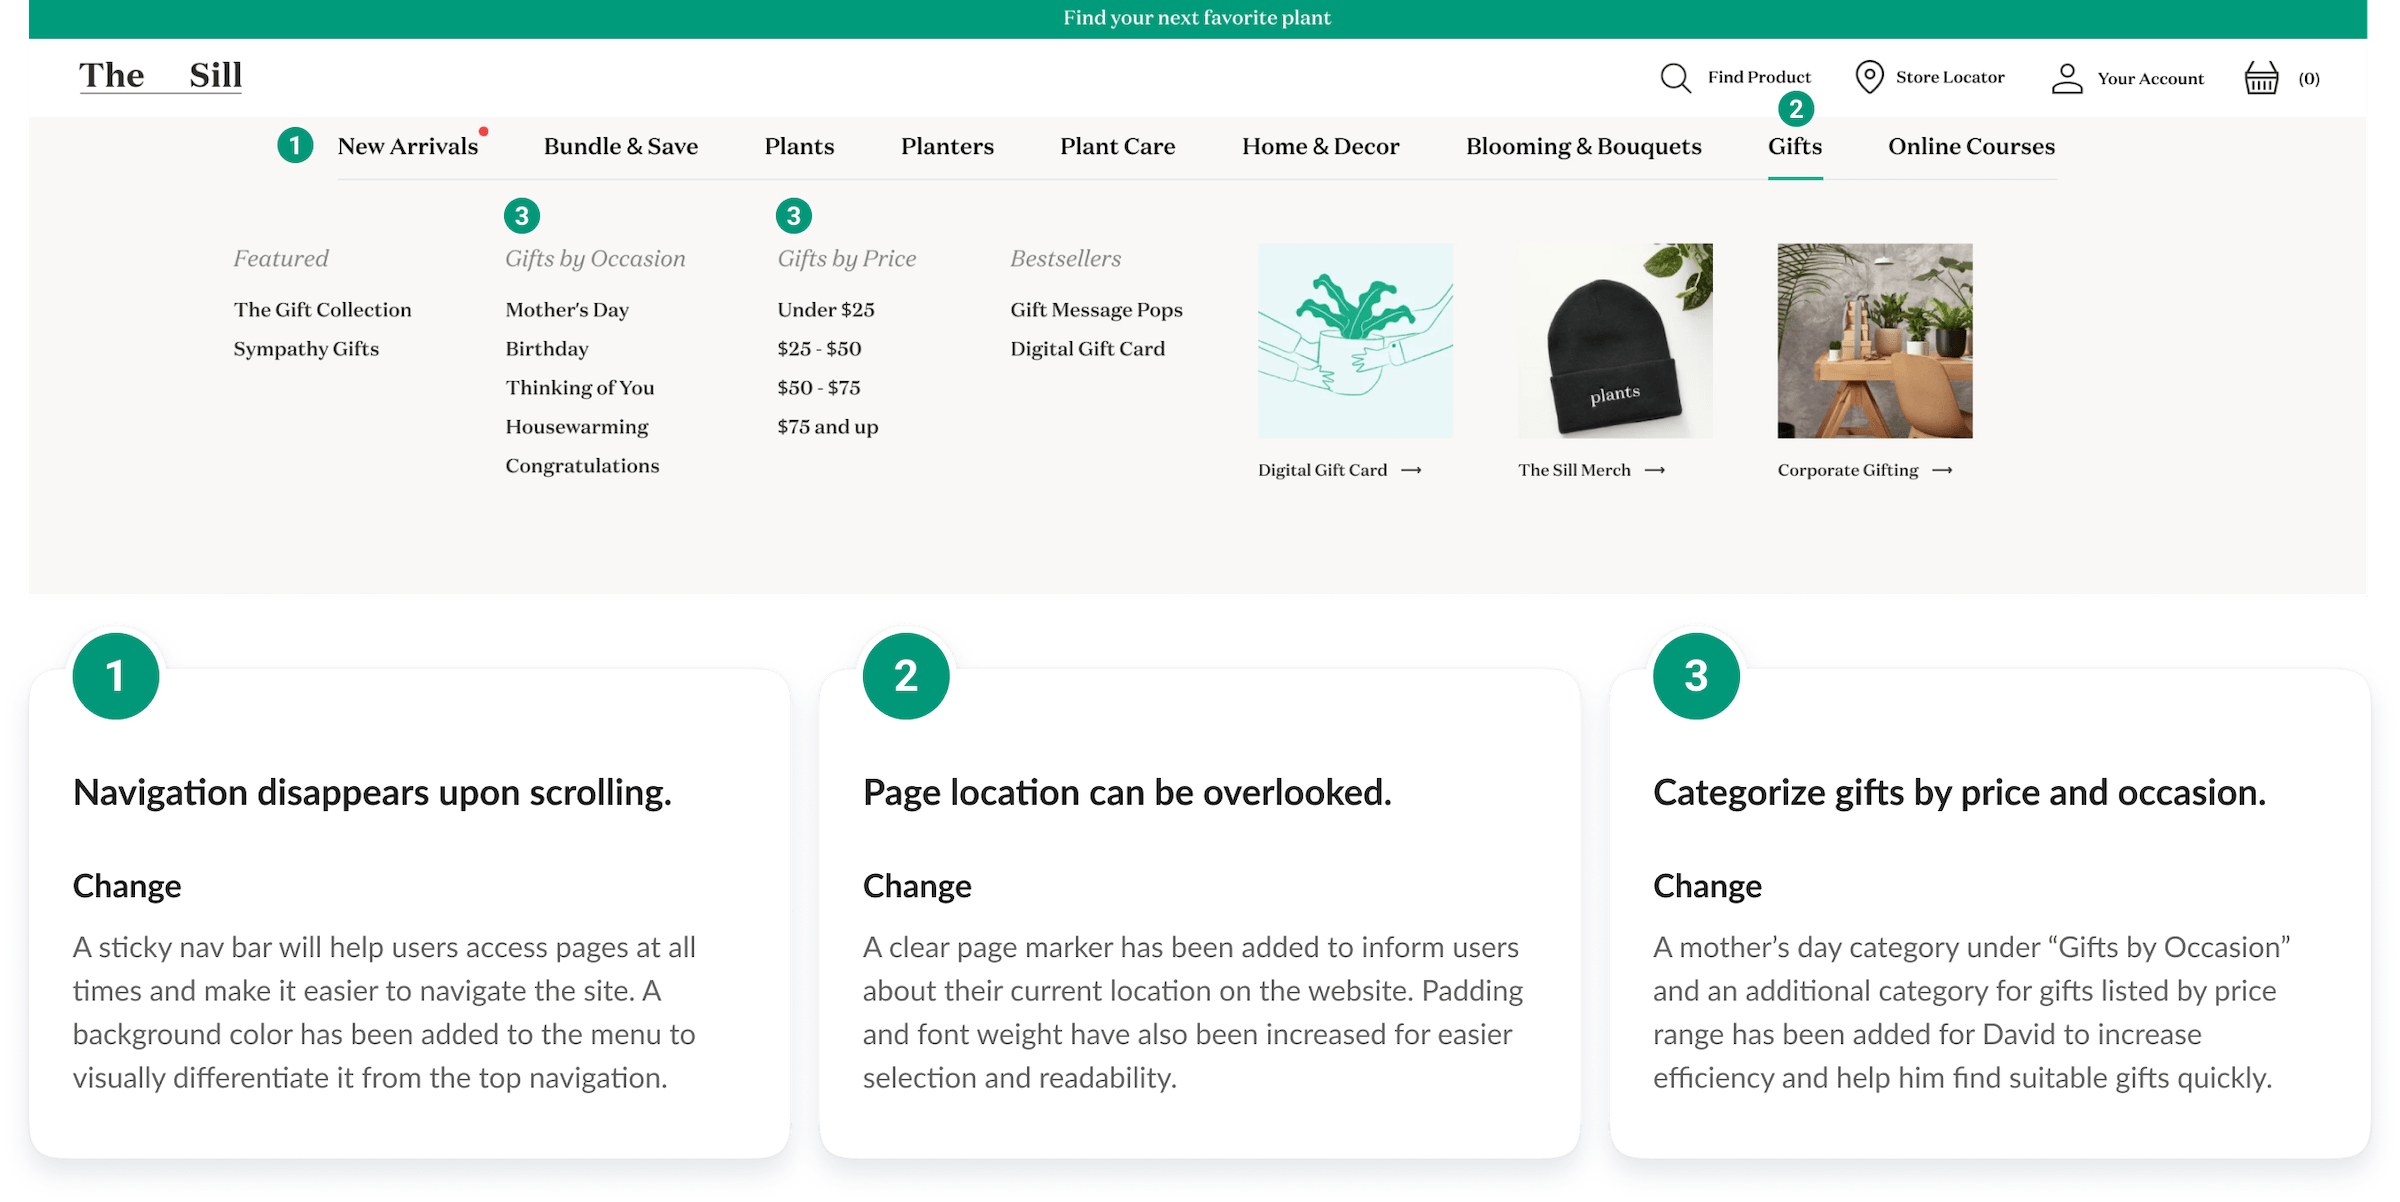 Find your next favorite plant
The Sill
Find Product
Store Locator
Your Account
(0)
1
New Arrivals
Bundle & Save
Plants
Planters
Plant Care
Home & Decor
Blooming & Bouquets
2
Gifts
Online Courses
Featured
The Gift Collection
Sympathy Gifts
3
Gifts by Occasion
Mother's Day
Birthday
Thinking of You
Housewarming
Congratulations
3
Gifts by Price
Under $25
$25 - $50
$50 - $75
$75 and up
Bestsellers
Gift Message Pops
Digital Gift Card
Digital Gift Card →
plants
The Sill Merch →
Corporate Gifting →
1
Navigation disappears upon scrolling.
Change
A sticky nav bar will help users access pages at all
times and make it easier to navigate the site. A
background color has been added to the menu to
visually differentiate it from the top navigation.
2
Page location can be overlooked.
Change
A clear page marker has been added to inform users
about their current location on the website. Padding
and font weight have also been increased for easier
selection and readability.
3
Categorize gifts by price and occasion.
Change
A mother’s day category under “Gifts by Occasion”
and an additional category for gifts listed by price
range has been added for David to increase
efficiency and help him find suitable gifts quickly.